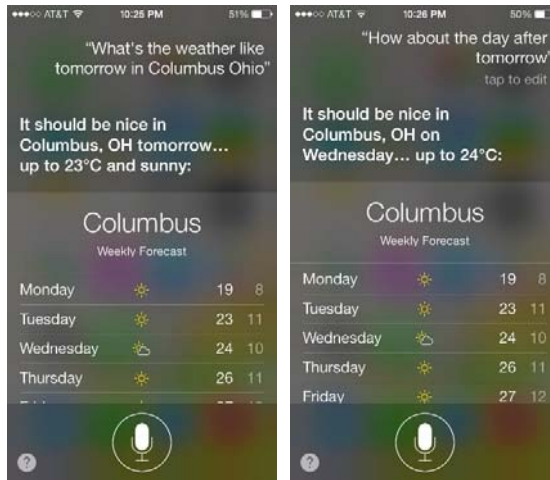 AT&T 10:25 PM 51%
“What's the weather like
tomorrow in Columbus Ohio”
It should be nice in
Columbus, OH tomorrow...
up to 23°C and sunny:
Columbus
Weekly Forecast
Monday 19 8
Tuesday 23 11
Wednesday 24 10
Thursday 26 11
?
AT&T 10:26 PM 50%
“How about the day after
tomorrow”
tap to edit
It should be nice in
Columbus, OH on
Wednesday... up to 24°C:
Columbus
Weekly Forecast
Monday 19 8
Tuesday 23 11
Wednesday 24 10
Thursday 26 11
Friday 27 12
?